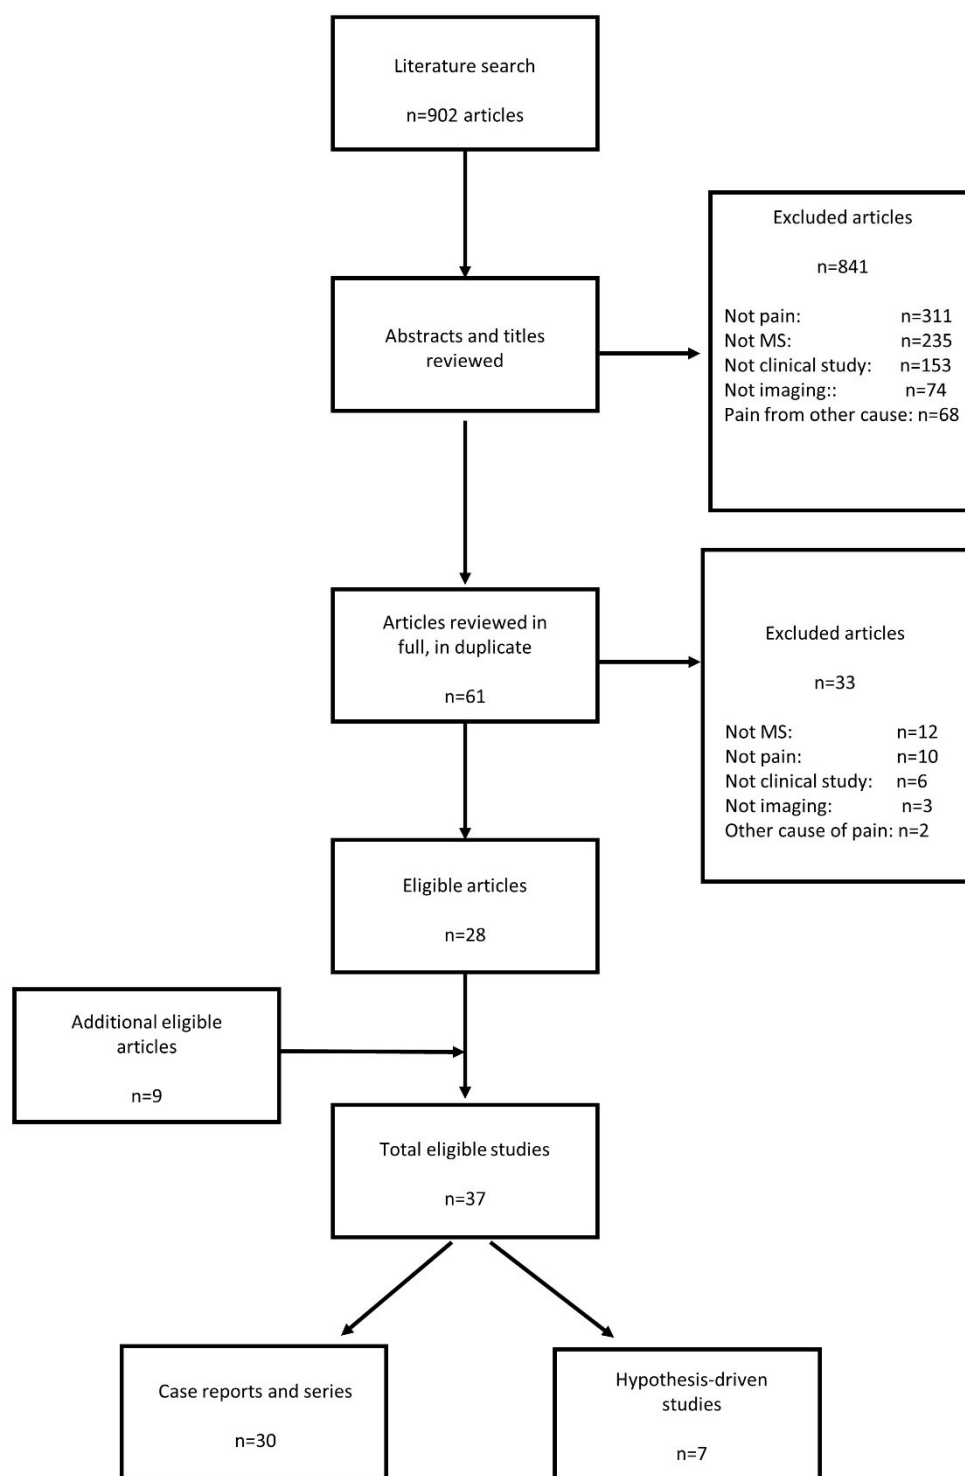 Literature search
n=902 articles
Excluded articles
n=841
Not pain: n=311
Not MS: n=235
Not clinical study: n=153
Not imaging:: n=74
Pain from other cause: n=68
Abstracts and titles
reviewed
Articles reviewed in
full, in duplicate
n=61
Excluded articles
n=33
Not MS: n=12
Not pain: n=10
Not clinical study: n=6
Not imaging: n=3
Other cause of pain: n=2
Eligible articles
n=28
Additional eligible
articles
n=9
Total eligible studies
n=37
Case reports and series
n=30
Hypothesis-driven
studies
n=7